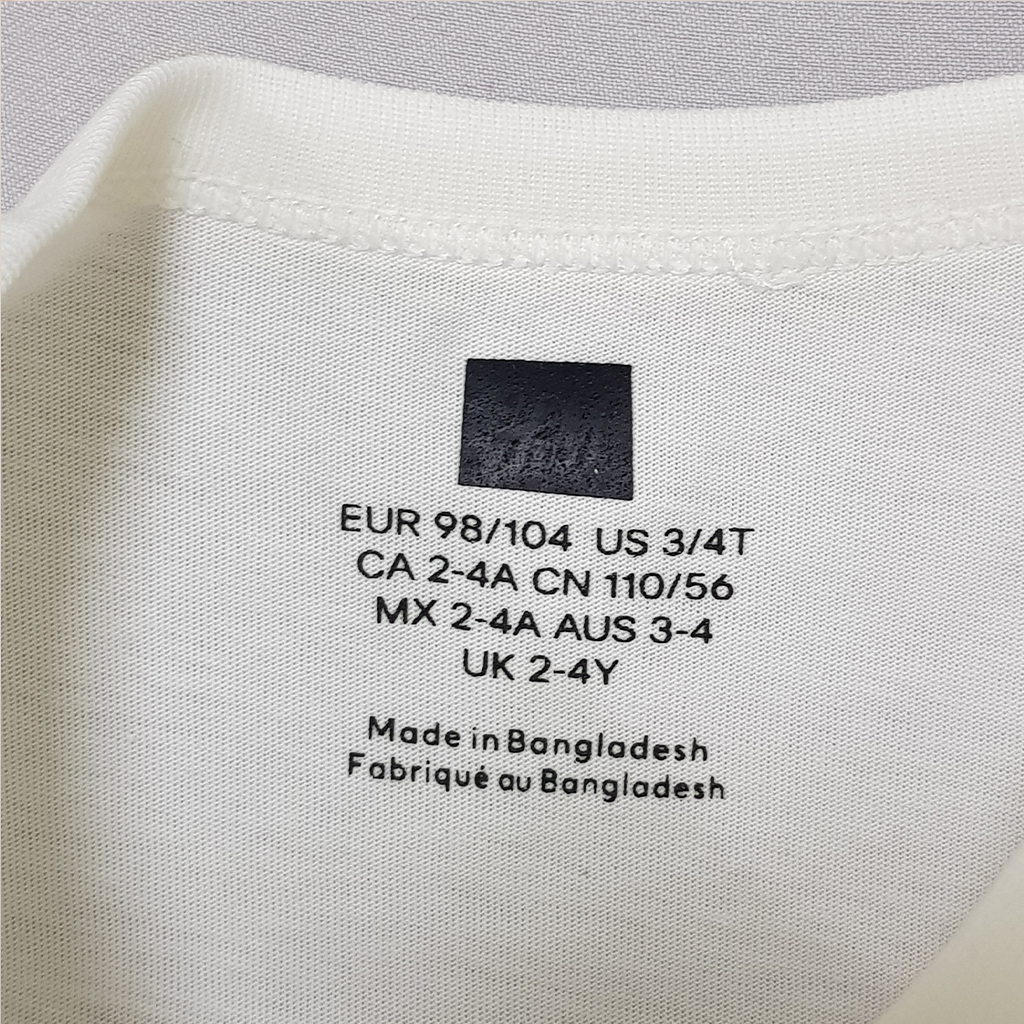 EUR 98/104 US 3/4T
CA 2-4A CN 110/56
MX 2-4A AUS 3-4
UK 2-4Y
Made in Bangladesh
Fabriqué au Bangladesh